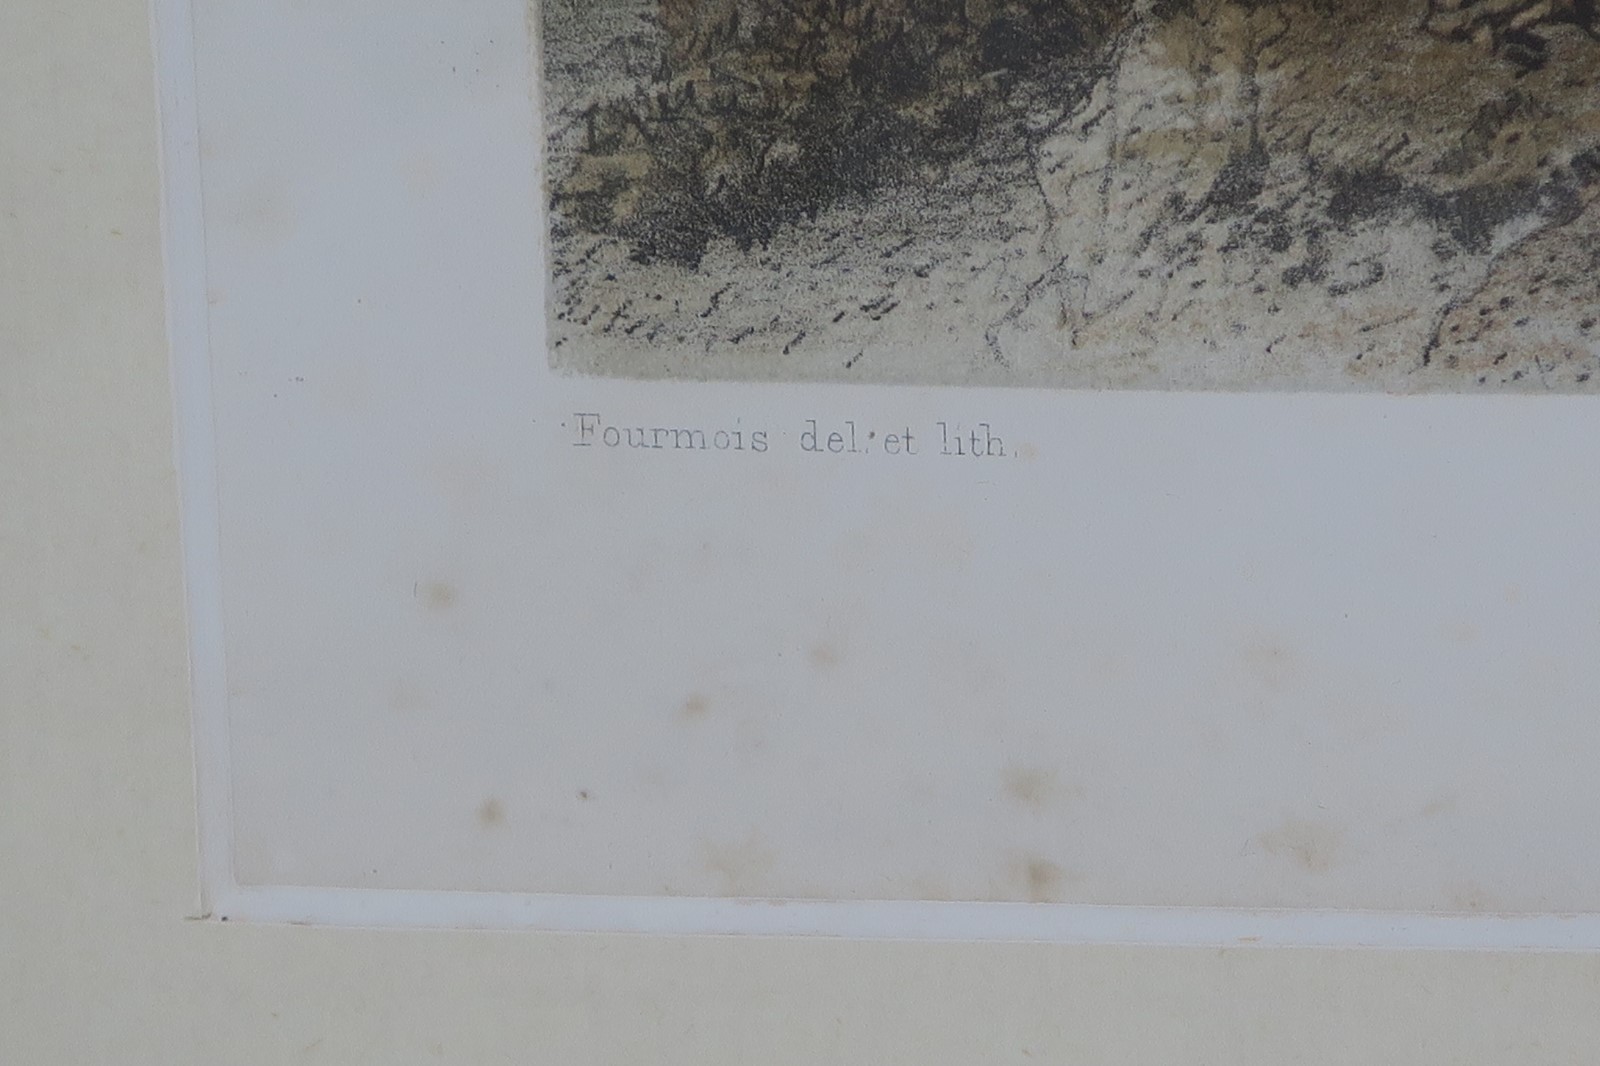 Fourmois del: et lith.